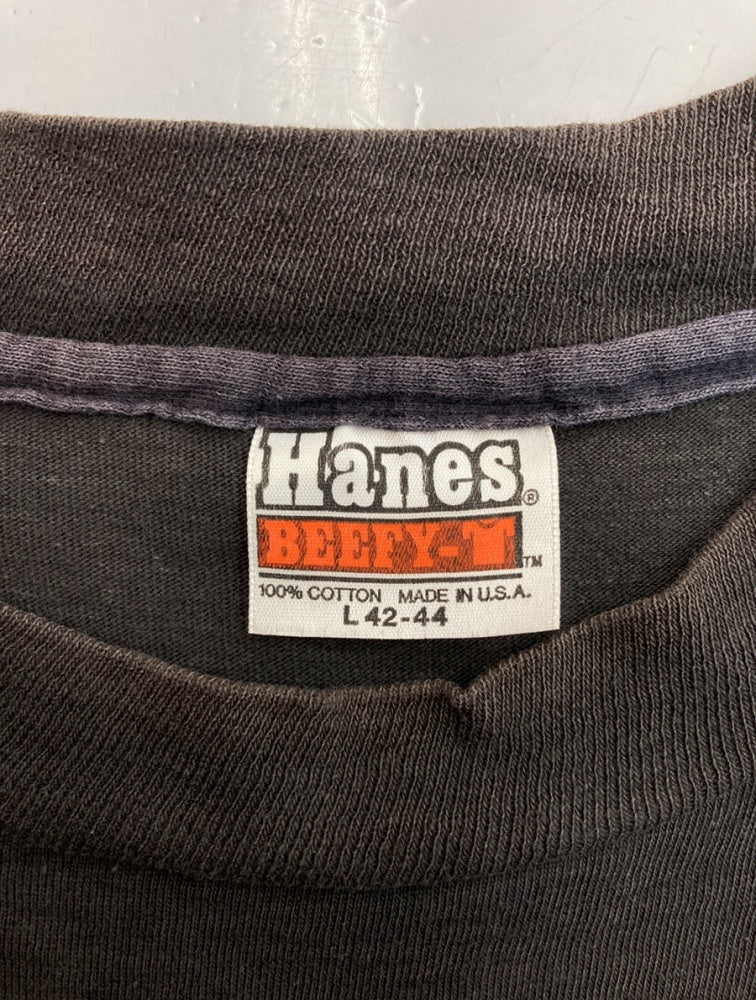 Hanes®
BEEFY-T™
100% COTTON MADE IN U.S.A.
L 42-44